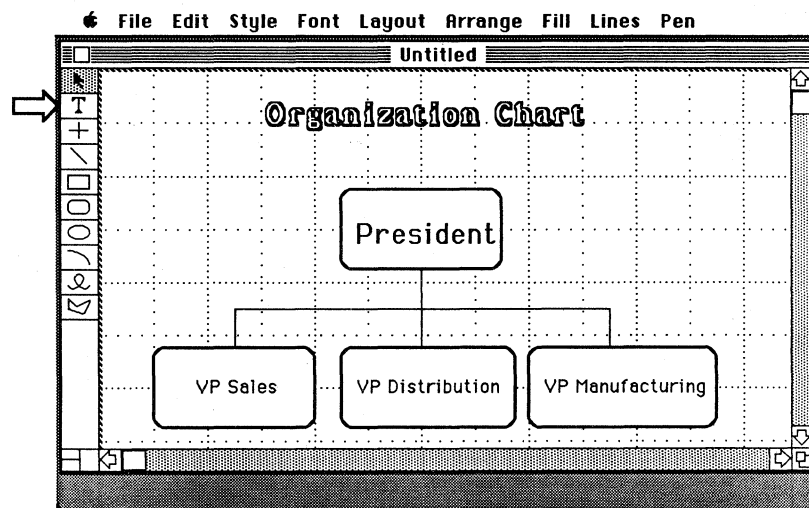 File Edit Style Font Layout Arrange Fill Lines Pen
Untitled
T
Organization Chart
President
VP Sales VP Distribution VP Manufacturing